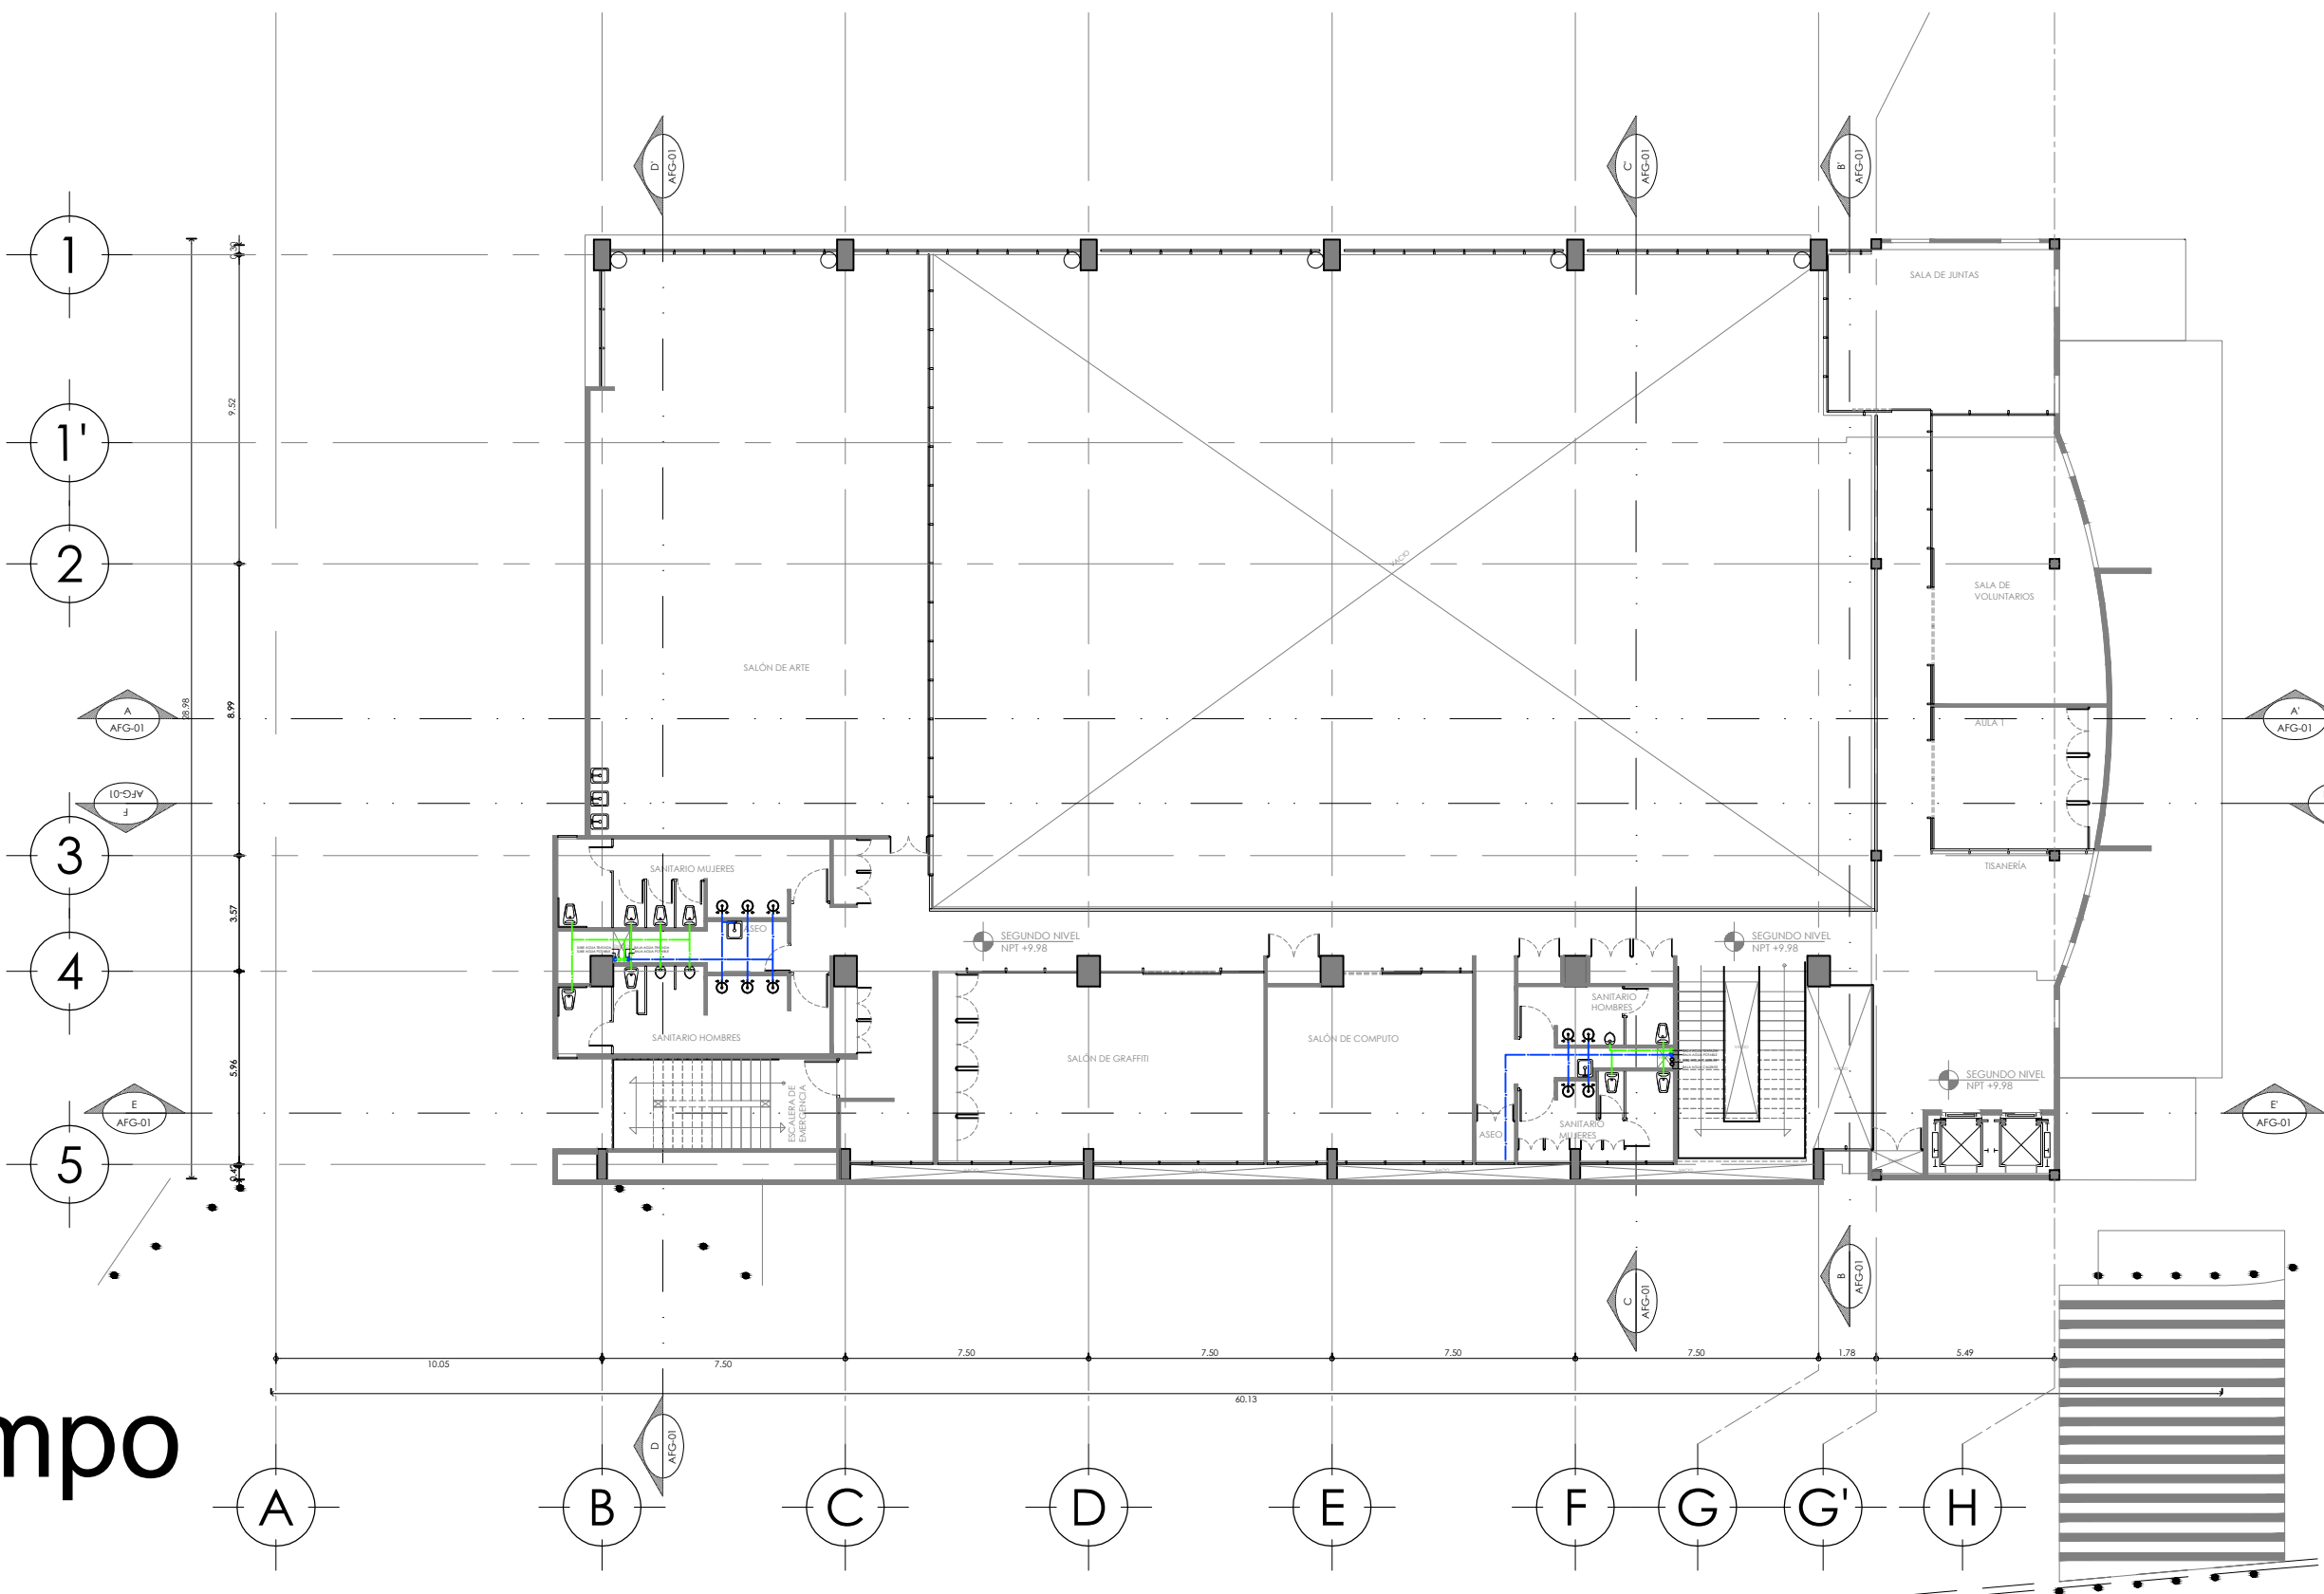 D'
AFG-01
C'
AFG-01
B'
AFG-01
1
0.30
SALA DE JUNTAS
9.52
1'
2
VACIO
SALA DE
VOLUNTARIOS
SALÓN DE ARTE
28.98
8.99
A
AFG-01
A'
AFG-01
AULA 1
F
AFG-01
3
SANITARIO MUJERES
TISANERÍA
3.57
ASEO
SEGUNDO NIVEL
NPT +9.98
SEGUNDO NIVEL
NPT +9.98
4
SANITARIO
HOMBRES
SANITARIO HOMBRES
SALÓN DE GRAFFITI
SALÓN DE COMPUTO
5.96
SEGUNDO NIVEL
NPT +9.98
E
AFG-01
ESCALERA DE
EMERGENCIA
ASEO
SANITARIO
MUJERES
E'
AFG-01
5
0.42
C
AFG-01
B
AFG-01
10.05
7.50
7.50
7.50
7.50
7.50
1.78
5.49
60.13
mpo
D
AFG-01
A
B
C
D
E
F
G
G'
H